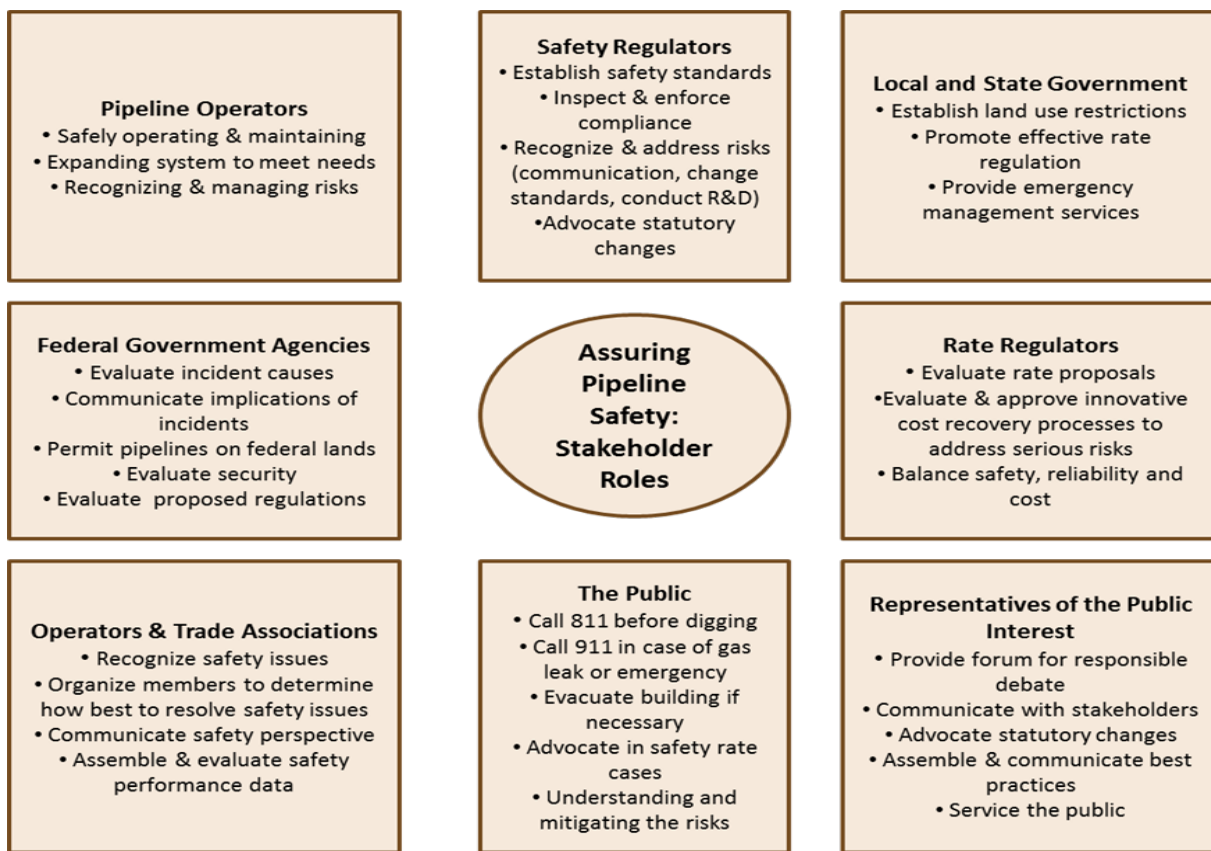 Pipeline Operators
• Safely operating & maintaining
• Expanding system to meet needs
• Recognizing & managing risks
Safety Regulators
• Establish safety standards
• Inspect & enforce
compliance
• Recognize & address risks
(communication, change
standards, conduct R&D)
•Advocate statutory
changes
Local and State Government
• Establish land use restrictions
• Promote effective rate
regulation
• Provide emergency
management services
Federal Government Agencies
• Evaluate incident causes
• Communicate implications of
incidents
• Permit pipelines on federal lands
• Evaluate security
• Evaluate proposed regulations
Assuring
Pipeline
Safety:
Stakeholder
Roles
Rate Regulators
• Evaluate rate proposals
•Evaluate & approve innovative
cost recovery processes to
address serious risks
• Balance safety, reliability and
cost
Operators & Trade Associations
• Recognize safety issues
• Organize members to determine
how best to resolve safety issues
• Communicate safety perspective
• Assemble & evaluate safety
performance data
The Public
• Call 811 before digging
• Call 911 in case of gas
leak or emergency
• Evacuate building if
necessary
• Advocate in safety rate
cases
• Understanding and
mitigating the risks
Representatives of the Public
Interest
• Provide forum for responsible
debate
• Communicate with stakeholders
• Advocate statutory changes
• Assemble & communicate best
practices
• Service the public